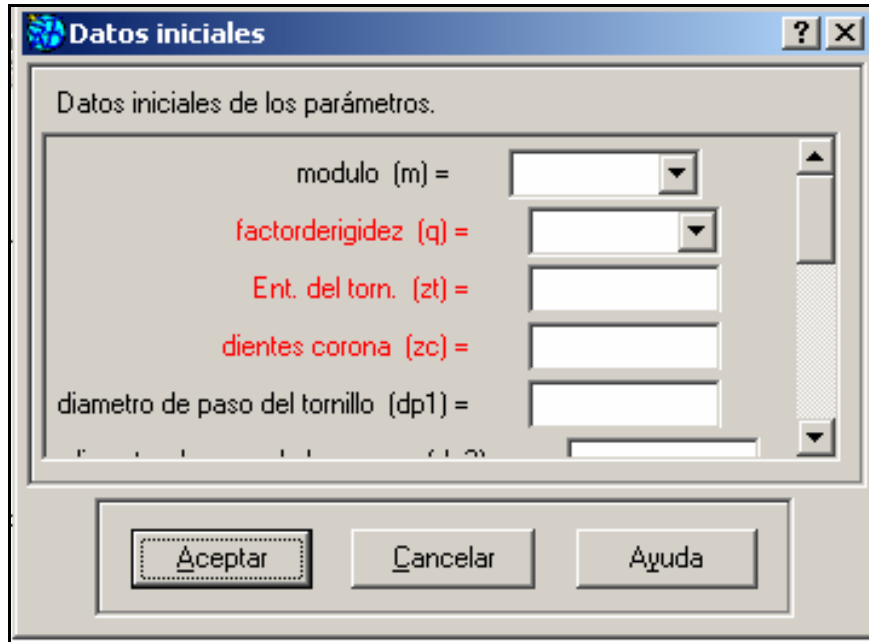 Datos iniciales
Datos iniciales de los parámetros.
modulo (m) =
factorderigidez (q) =
Ent. del torn. (zt) =
dientes corona (zc) =
diametro de paso del tornillo (dp1) =
Aceptar
Cancelar
Ayuda